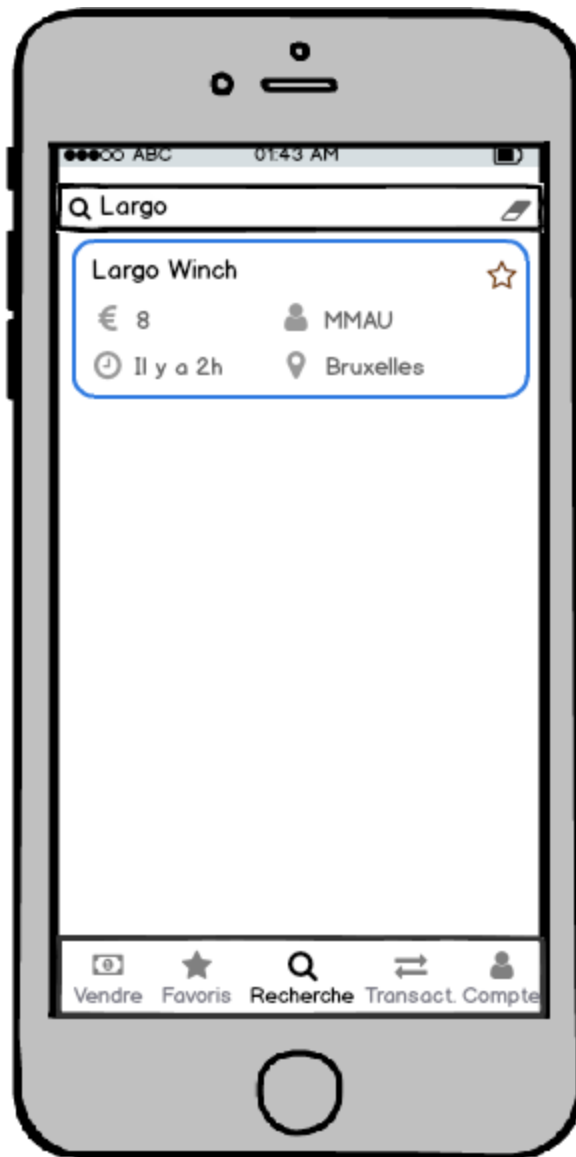 ABC 01:43 AM
Largo
Largo Winch
€ 8 MMAU
Il y a 2h Bruxelles
Vendre Favoris Recherche Transact. Compte